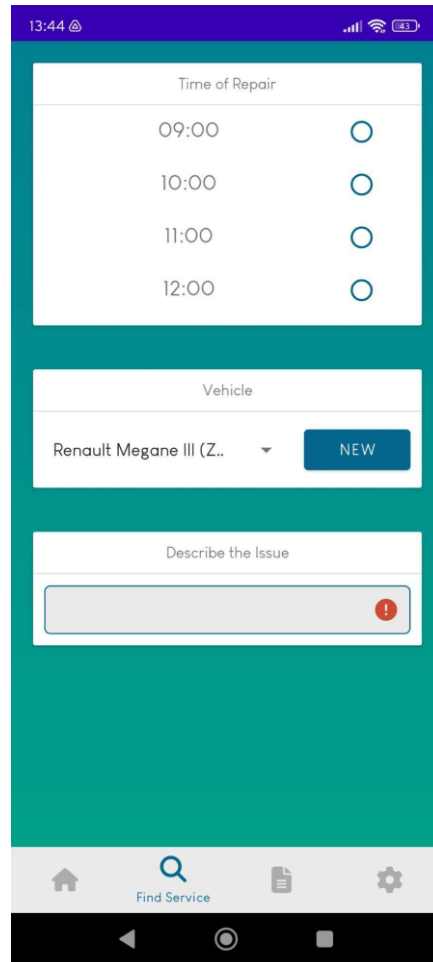 13:44
43
Time of Repair
09:00
10:00
11:00
12:00
Vehicle
Renault Megane III (Z..
NEW
Describe the Issue
!
Find Service